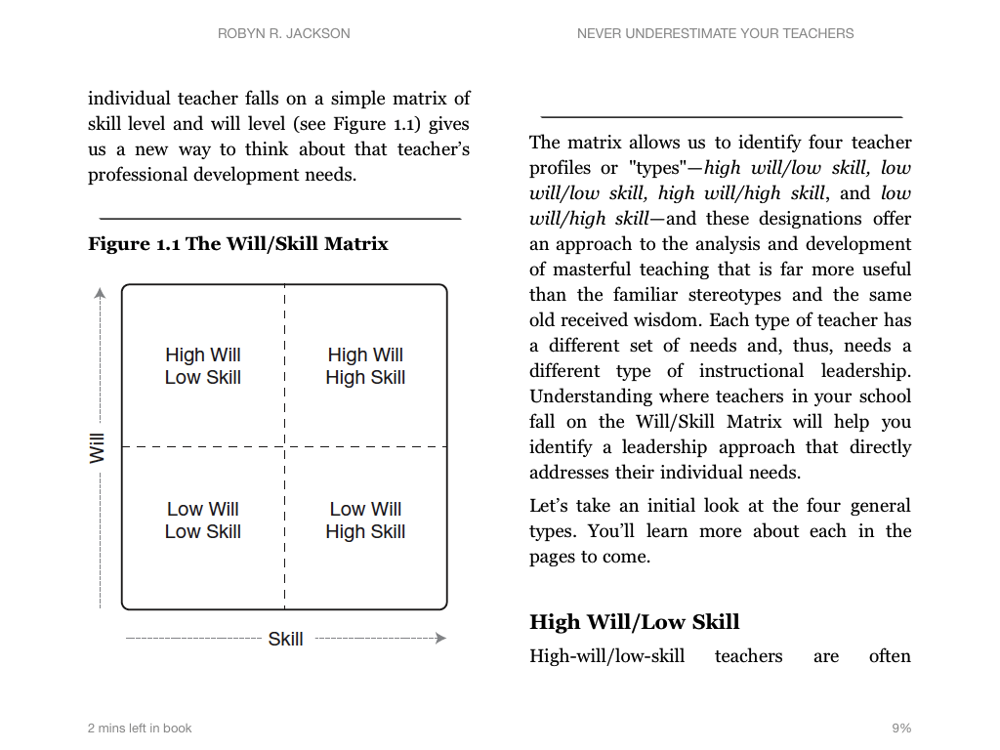 ROBYN R. JACKSON
individual teacher falls on a simple matrix of
skill level and will level (see Figure 1.1) gives
us a new way to think about that teacher’s
professional development needs.
Figure 1.1 The Will/Skill Matrix
High Will
Low Skill
High Will
High Skill
Will
Low Will
Low Skill
Low Will
High Skill
Skill
2 mins left in book
NEVER UNDERESTIMATE YOUR TEACHERS
The matrix allows us to identify four teacher
profiles or "types"—high will/low skill, low
will/low skill, high will/high skill, and low
will/high skill—and these designations offer
an approach to the analysis and development
of masterful teaching that is far more useful
than the familiar stereotypes and the same
old received wisdom. Each type of teacher has
a different set of needs and, thus, needs a
different type of instructional leadership.
Understanding where teachers in your school
fall on the Will/Skill Matrix will help you
identify a leadership approach that directly
addresses their individual needs.
Let’s take an initial look at the four general
types. You’ll learn more about each in the
pages to come.
High Will/Low Skill
High-will/low-skill teachers are often
9%